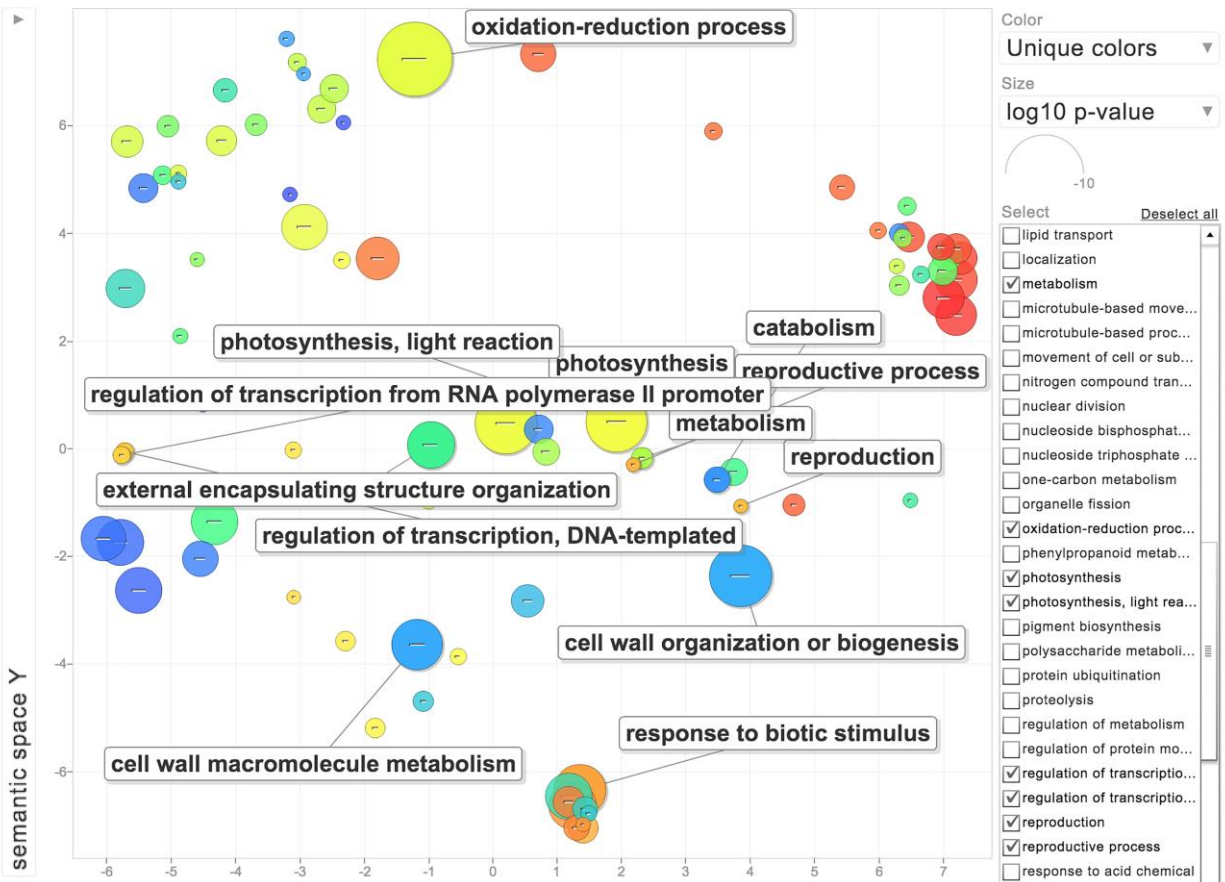 oxidation-reduction process
photosynthesis, light reaction
photosynthesis
catabolism
reproductive process
regulation of transcription from RNA polymerase II promoter
metabolism
reproduction
external encapsulating structure organization
regulation of transcription, DNA-templated
cell wall organization or biogenesis
response to biotic stimulus
cell wall macromolecule metabolism
semantic space Y
6
4
2
0
-2
-4
-6
-6 -5 -4 -3 -2 -1 0 1 2 3 4 5 6 7
Color
Unique colors
Size
log10 p-value
-10
Select Deselect all
lipid transport
localization
metabolism
microtubule-based move...
microtubule-based proc...
movement of cell or sub...
nitrogen compound tran...
nuclear division
nucleoside bisphosphat...
nucleoside triphosphate ...
one-carbon metabolism
organelle fission
oxidation-reduction proc...
phenylpropanoid metab...
photosynthesis
photosynthesis, light rea...
pigment biosynthesis
polysaccharide metaboli...
protein ubiquitination
proteolysis
regulation of metabolism
regulation of protein mo...
regulation of transcriptio...
regulation of transcriptio...
reproduction
reproductive process
response to acid chemical